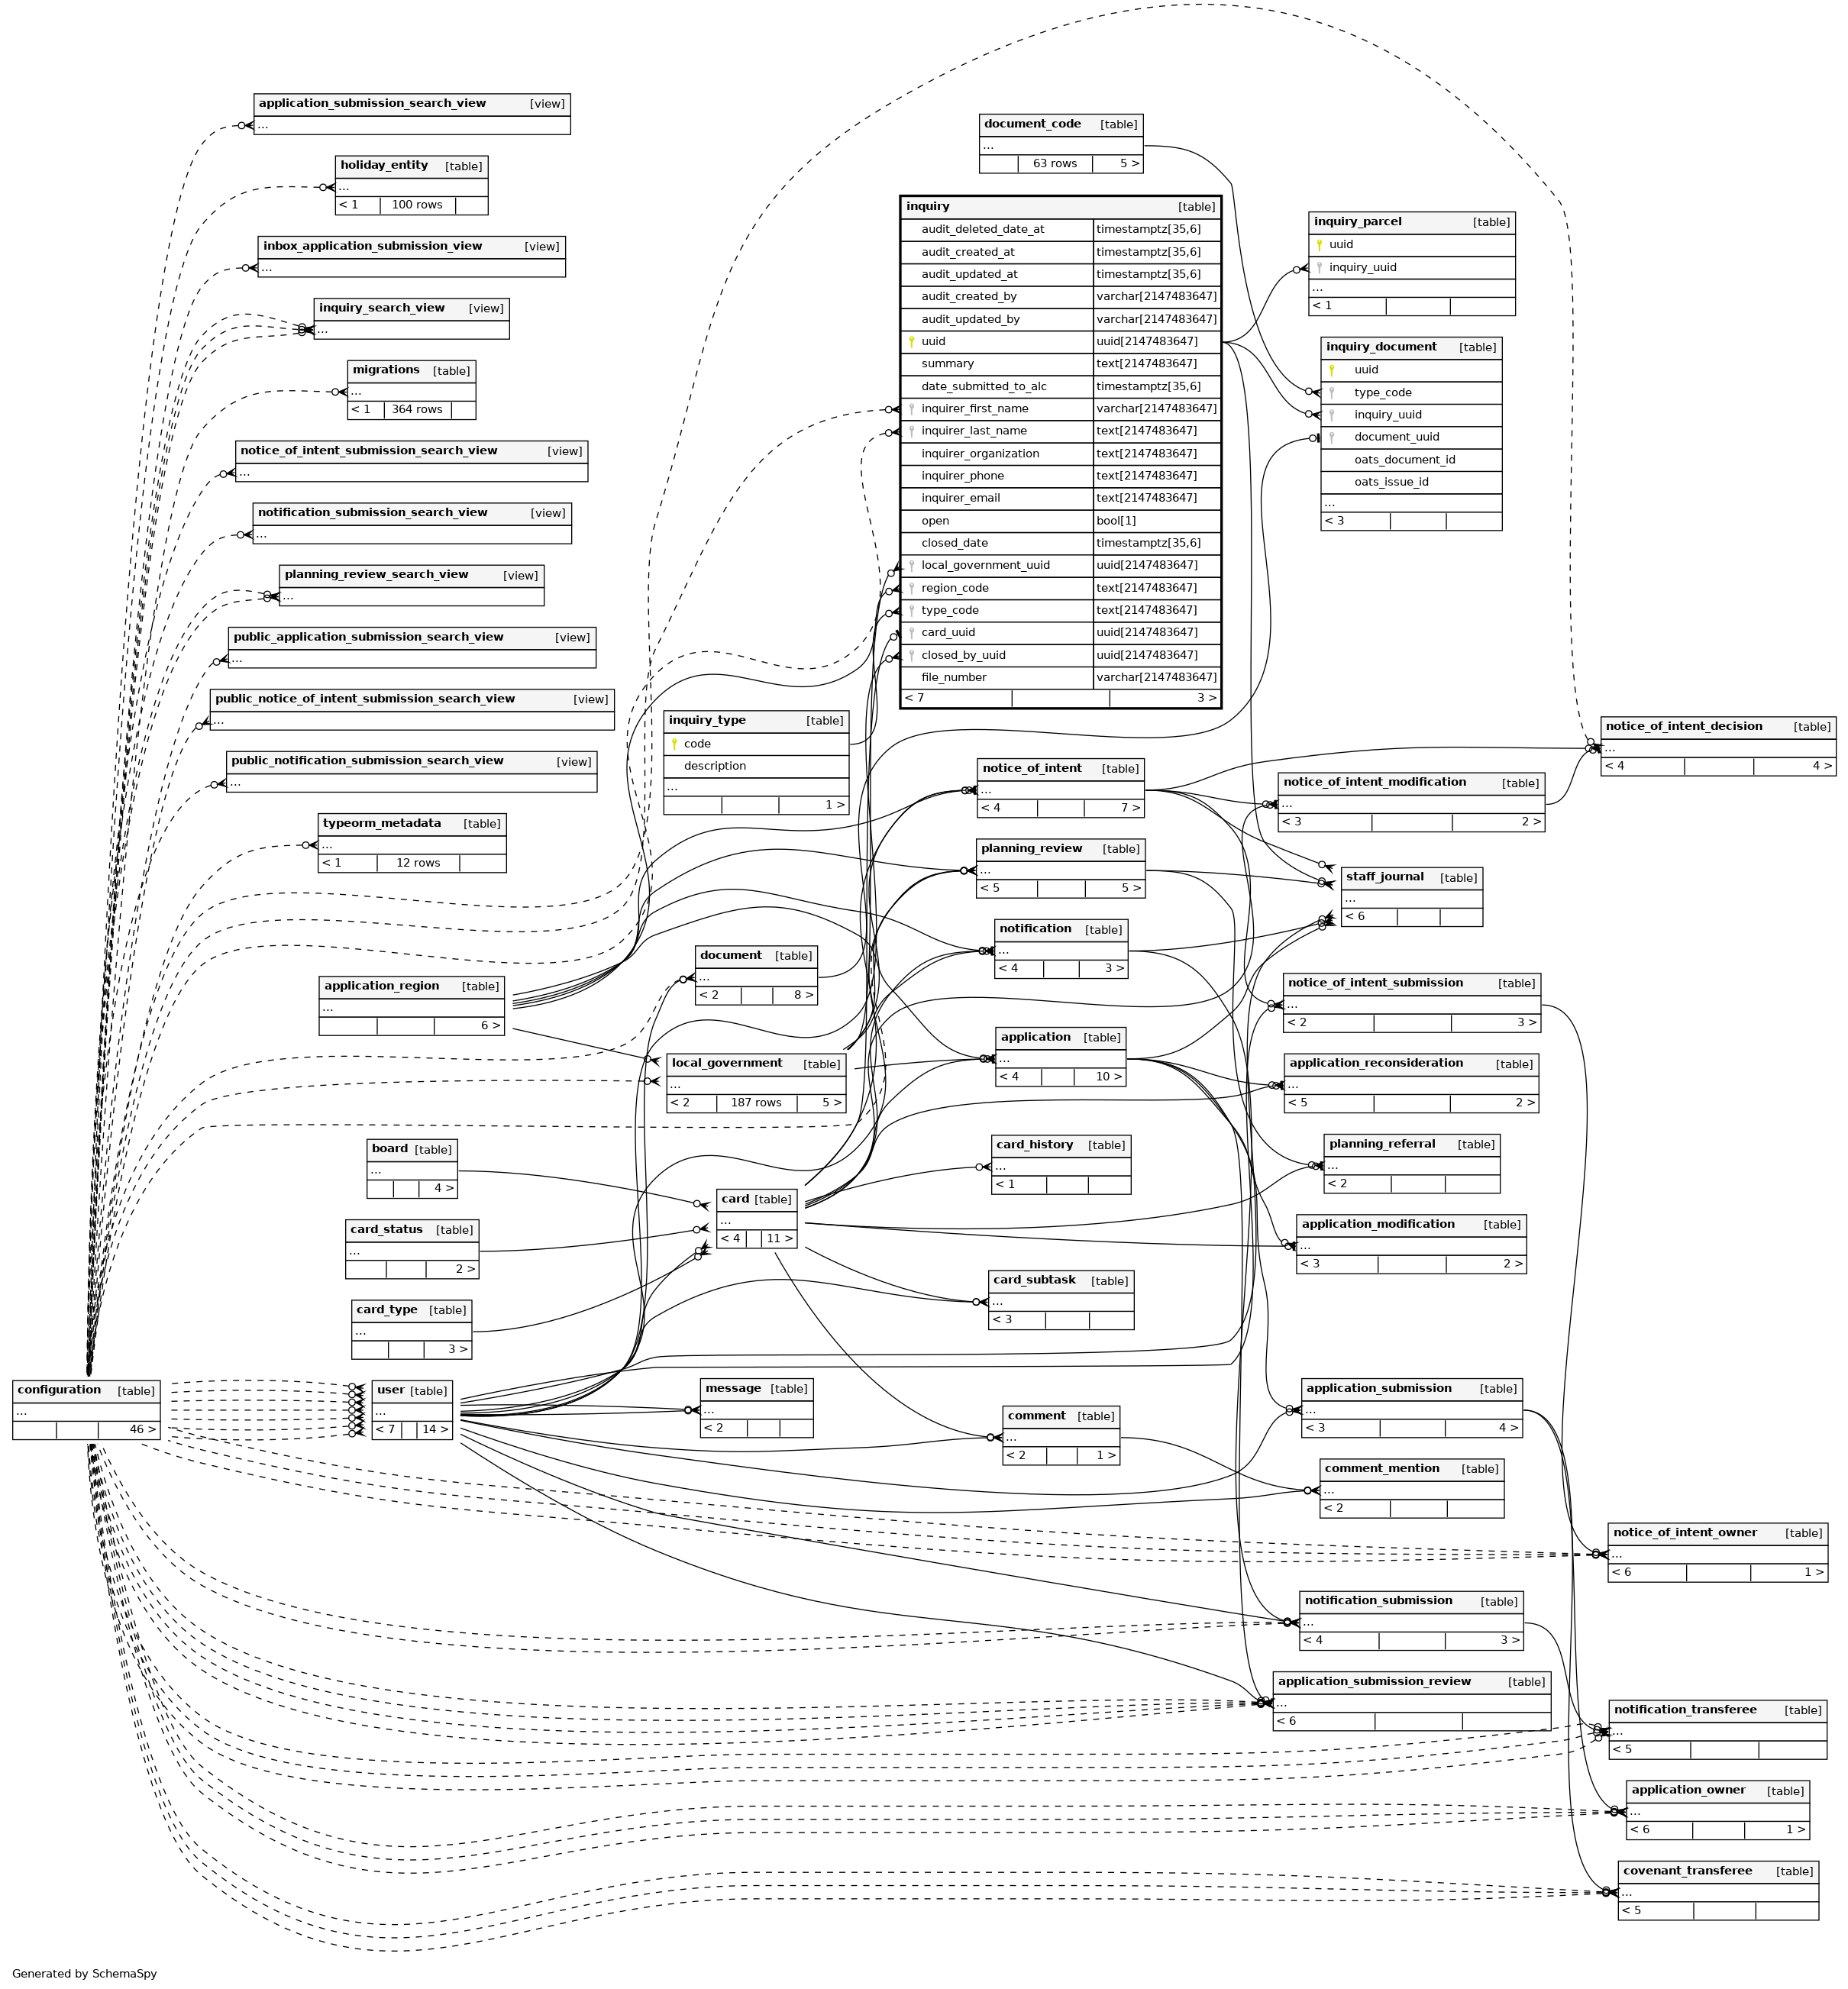 application_submission_search_view [view]
...
holiday_entity [table]
...
< 1 100 rows
inbox_application_submission_view [view]
...
inquiry_search_view [view]
...
migrations [table]
...
< 1 364 rows
notice_of_intent_submission_search_view [view]
...
notification_submission_search_view [view]
...
planning_review_search_view [view]
...
public_application_submission_search_view [view]
...
public_notice_of_intent_submission_search_view [view]
...
public_notification_submission_search_view [view]
...
typeorm_metadata [table]
...
< 1 12 rows
application_region [table]
...
6 >
board [table]
...
4 >
card_status [table]
...
2 >
card_type [table]
...
3 >
configuration [table]
...
46 >
user [table]
...
< 7 14 >
inquiry_type [table]
code
description
...
1 >
document [table]
...
< 2 8 >
local_government [table]
...
< 2 187 rows 5 >
card [table]
...
< 4 11 >
message [table]
...
< 2
document_code [table]
...
63 rows 5 >
inquiry [table]
audit_deleted_date_at timestamptz[35,6]
audit_created_at timestamptz[35,6]
audit_updated_at timestamptz[35,6]
audit_created_by varchar[2147483647]
audit_updated_by varchar[2147483647]
uuid uuid[2147483647]
summary text[2147483647]
date_submitted_to_alc timestamptz[35,6]
inquirer_first_name varchar[2147483647]
inquirer_last_name text[2147483647]
inquirer_organization text[2147483647]
inquirer_phone text[2147483647]
inquirer_email text[2147483647]
open bool[1]
closed_date timestamptz[35,6]
local_government_uuid uuid[2147483647]
region_code text[2147483647]
type_code text[2147483647]
card_uuid uuid[2147483647]
closed_by_uuid uuid[2147483647]
file_number varchar[2147483647]
< 7 3 >
notice_of_intent [table]
...
< 4 7 >
planning_review [table]
...
< 5 5 >
notification [table]
...
< 4 3 >
application [table]
...
< 4 10 >
card_history [table]
...
< 1
card_subtask [table]
...
< 3
comment [table]
...
< 2 1 >
inquiry_parcel [table]
uuid
inquiry_uuid
...
< 1
inquiry_document [table]
uuid
type_code
inquiry_uuid
document_uuid
oats_document_id
oats_issue_id
...
< 3
notice_of_intent_modification [table]
...
< 3 2 >
staff_journal [table]
...
< 6
notice_of_intent_submission [table]
...
< 2 3 >
application_reconsideration [table]
...
< 5 2 >
planning_referral [table]
...
< 2
application_modification [table]
...
< 3 2 >
application_submission [table]
...
< 3 4 >
comment_mention [table]
...
< 2
notification_submission [table]
...
< 4 3 >
application_submission_review [table]
...
< 6
notice_of_intent_decision [table]
...
< 4 4 >
notice_of_intent_owner [table]
...
< 6 1 >
notification_transferee [table]
...
< 5
application_owner [table]
...
< 6 1 >
covenant_transferee [table]
...
< 5
Generated by SchemaSpy